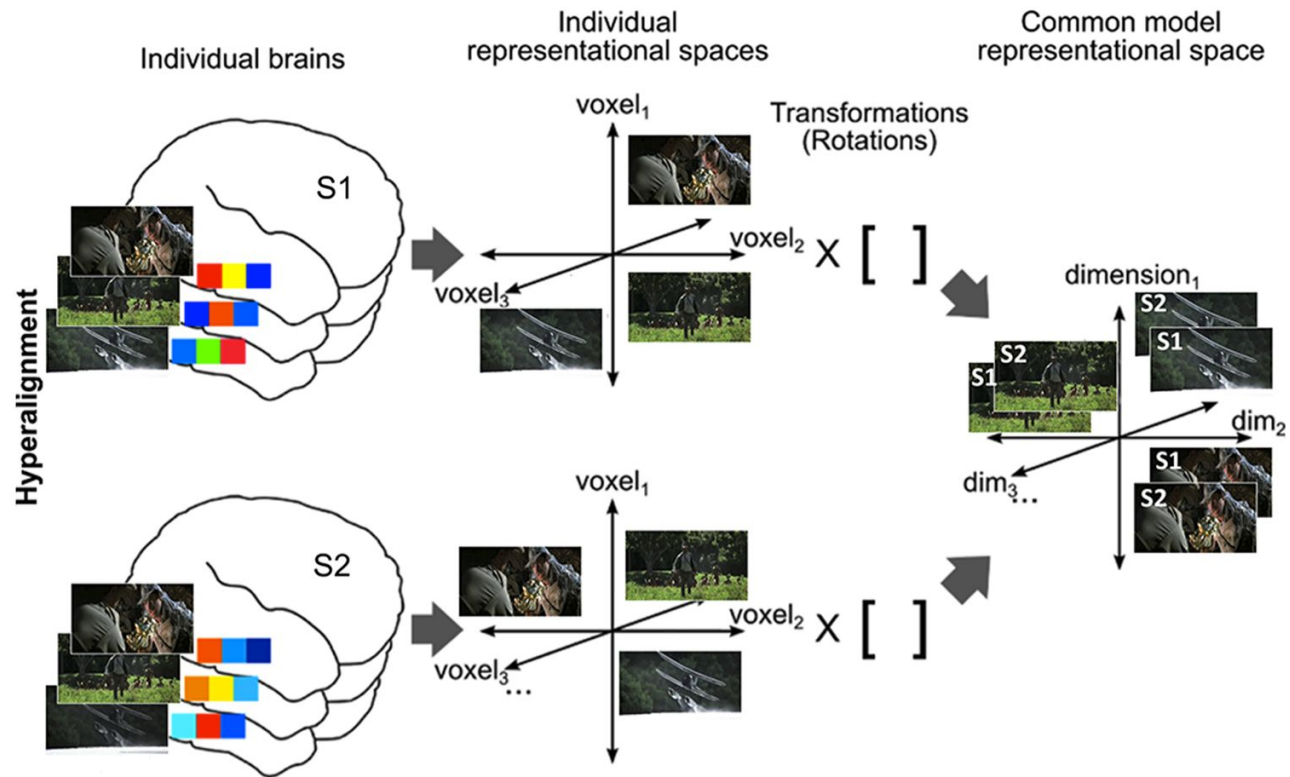 Hyperalignment
Individual brains
Individual
representational spaces
Transformations
(Rotations)
Common model
representational space
S1
voxel₁
voxel₂
voxel₃
X [ ]
S2
voxel₁
voxel₂
voxel₃
...
X [ ]
dimension₁
dim₂
dim₃
...
S2
S1
S2
S1
S1
S2